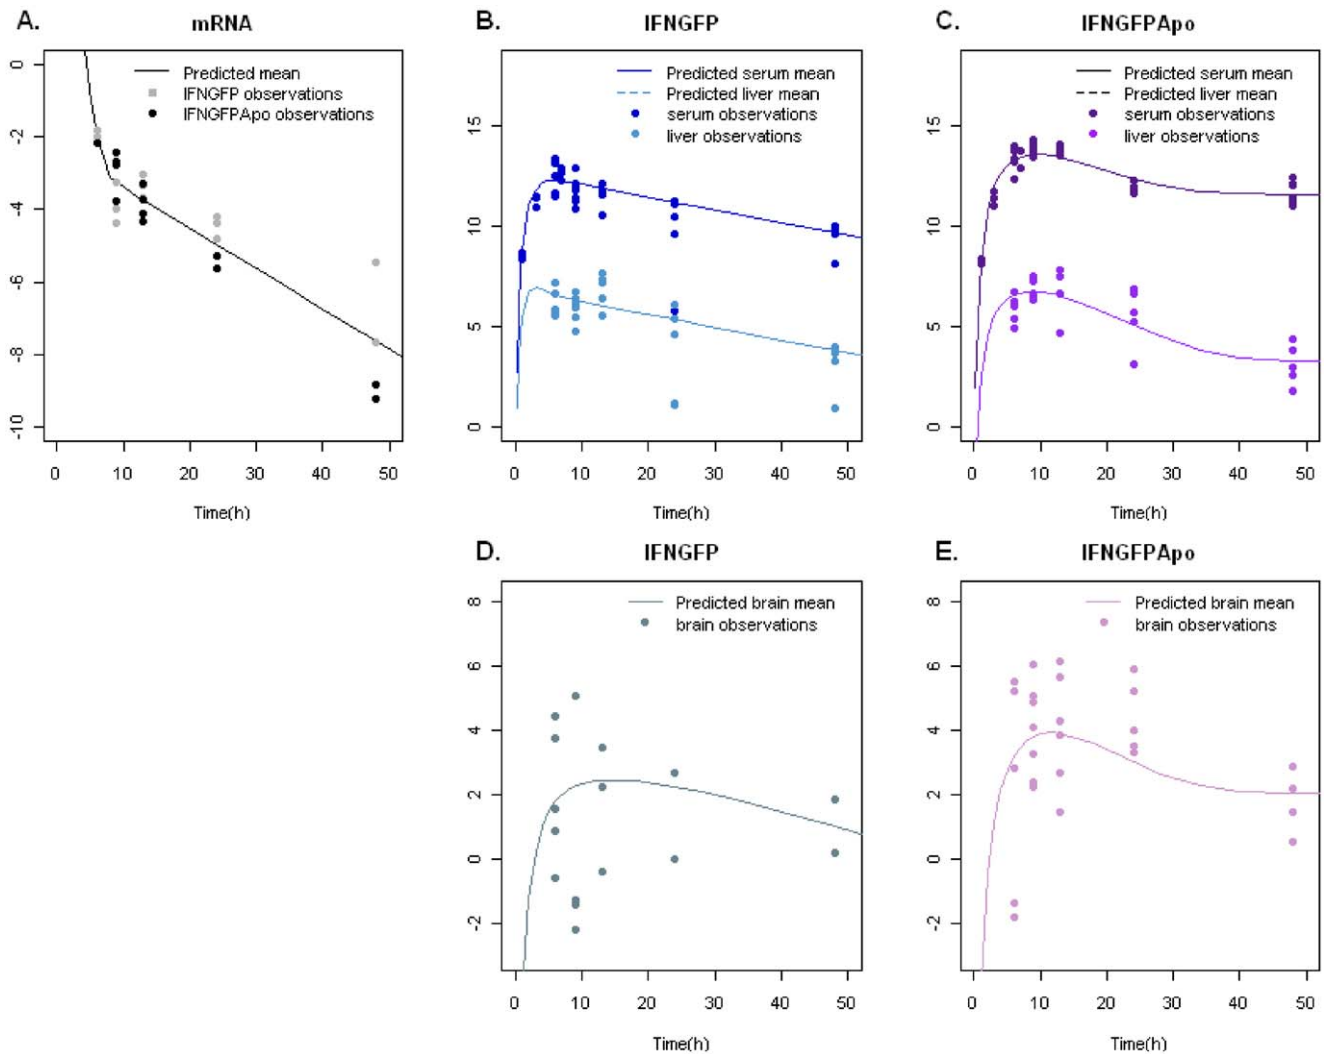 A.
mRNA
Predicted mean
IFNGFP observations
IFNGFPApo observations
0
-2
-4
-6
-8
-10
0 10 20 30 40 50
Time(h)
B.
IFNGFP
Predicted serum mean
Predicted liver mean
serum observations
liver observations
15
10
5
0
0 10 20 30 40 50
Time(h)
C.
IFNGFPApo
Predicted serum mean
Predicted liver mean
serum observations
liver observations
15
10
5
0
0 10 20 30 40 50
Time(h)
D.
IFNGFP
Predicted brain mean
brain observations
8
6
4
2
0
-2
0 10 20 30 40 50
Time(h)
E.
IFNGFPApo
Predicted brain mean
brain observations
8
6
4
2
0
-2
0 10 20 30 40 50
Time(h)